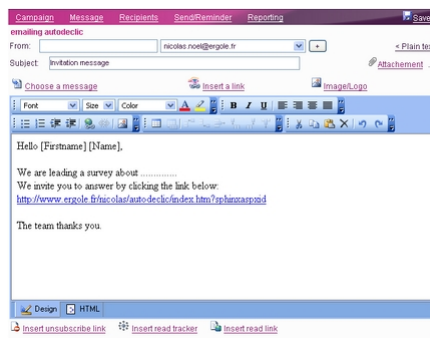 Campaign Message Recipients Send/Reminder Reporting Save
emailing autodeclic
From: nicolas.noel@ergole.fr + < Plain te
Subject Invitation message Attachement
Choose a message Insert a link Image/Logo
Font Size Color A B I U
Hello [Firstname] [Name],
We are leading a survey about ..............
We invite you to answer by clicking the link below:
http://www.ergole.fr/nicolas/autodeclic/index.htm?sphinxaspxid
The team thanks you.
Design HTML
Insert unsubscribe link Insert read tracker Insert read link